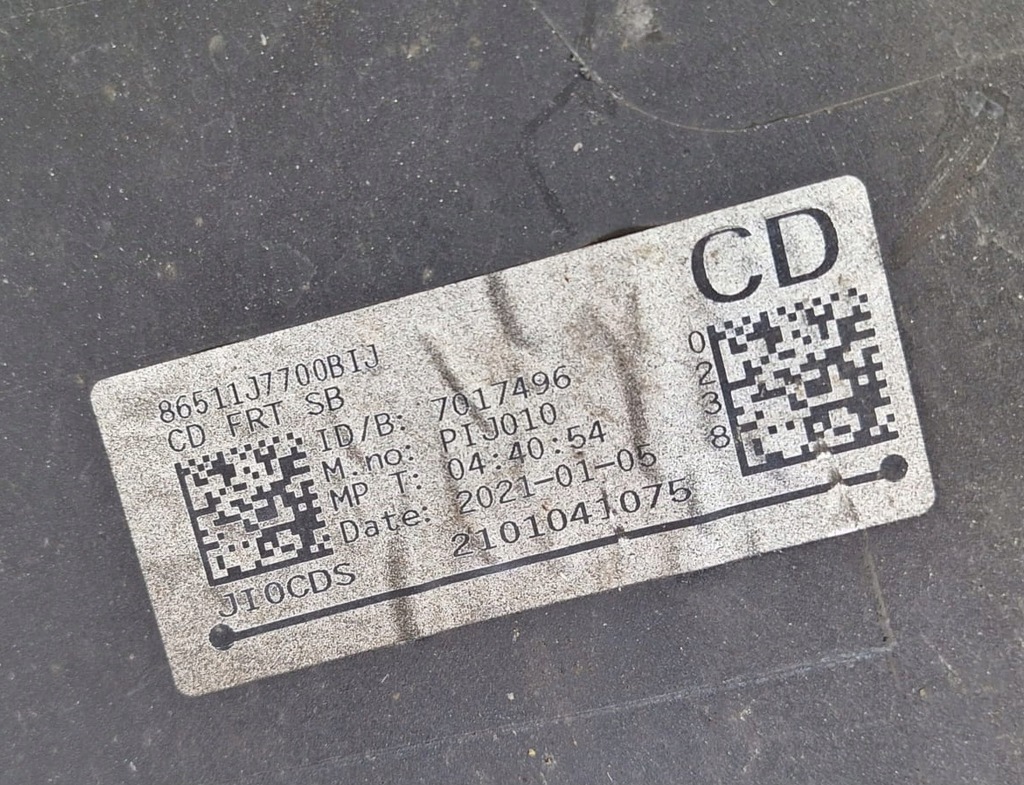 CD
86511J7700BIJ
CD FRT SB
ID/B: 7017496
M.no: PIJ010
MP T: 04:40:54
Date: 2021-01-05
2101041075
JI0CDS
0
2
3
8